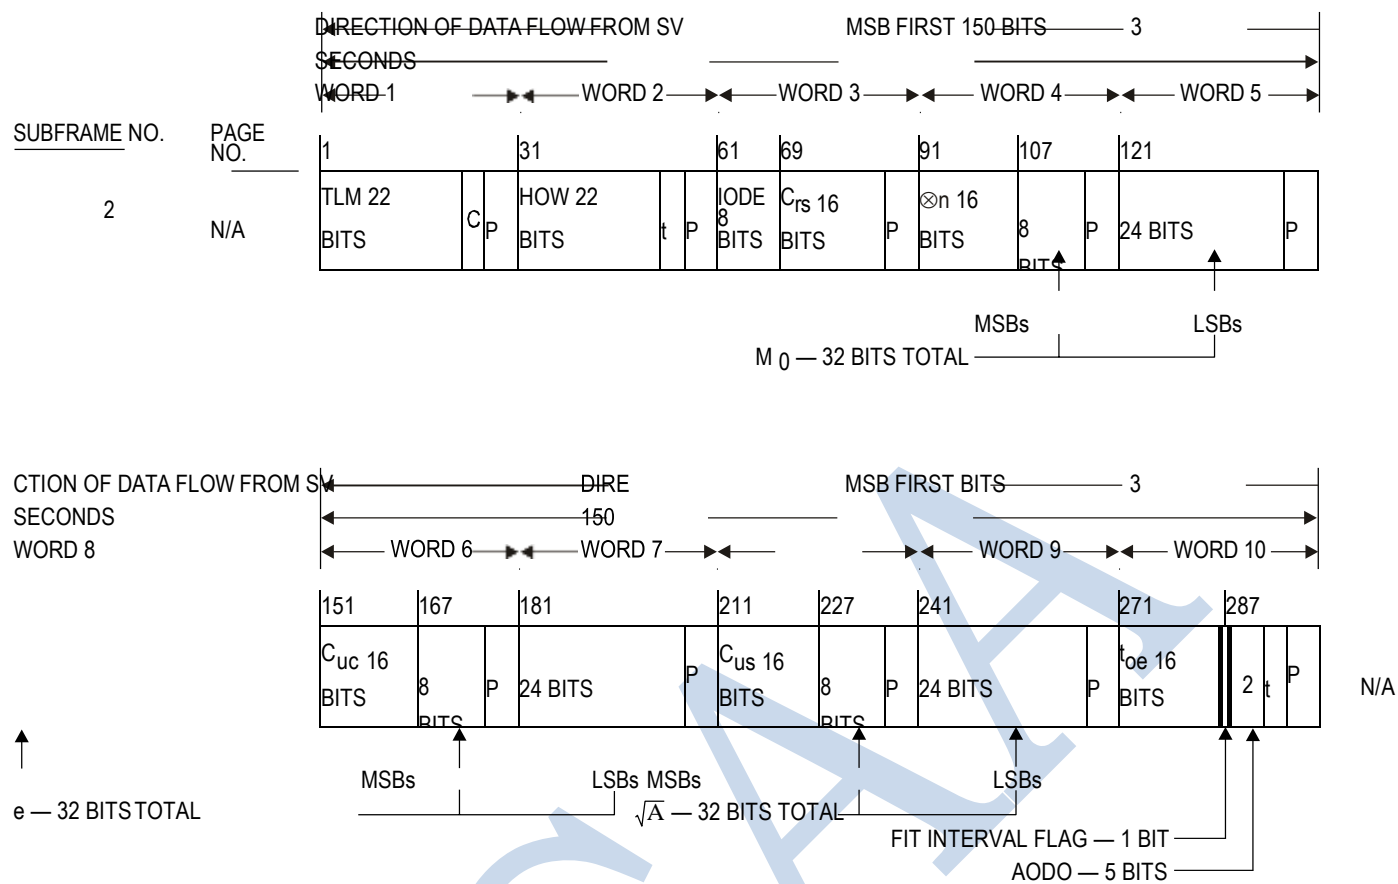 DIRECTION OF DATA FLOW FROM SV MSB FIRST 150 BITS 3
SECONDS
WORD 1 WORD 2 WORD 3 WORD 4 WORD 5
SUBFRAME NO. PAGE NO.
1 31 61 69 91 107 121
2 N/A
TLM 22 BITS
C
P
HOW 22 BITS
t
P
IODE 8 BITS
Crs 16 BITS
P
⊗n 16 BITS
8 BITS
P
24 BITS
P
MSBs LSBs
M 0 — 32 BITS TOTAL
CTION OF DATA FLOW FROM SV DIRE MSB FIRST BITS 3
SECONDS 150
WORD 8 WORD 6 WORD 7 WORD 9 WORD 10
151 167 181 211 227 241 271 287
Cuc 16 BITS
8 BITS
P
24 BITS
P
Cus 16 BITS
8 BITS
P
24 BITS
P
toe 16 BITS
2
t
P
N/A
MSBs LSBs MSBs LSBs
e — 32 BITS TOTAL √A — 32 BITS TOTAL
FIT INTERVAL FLAG — 1 BIT
AODO — 5 BITS